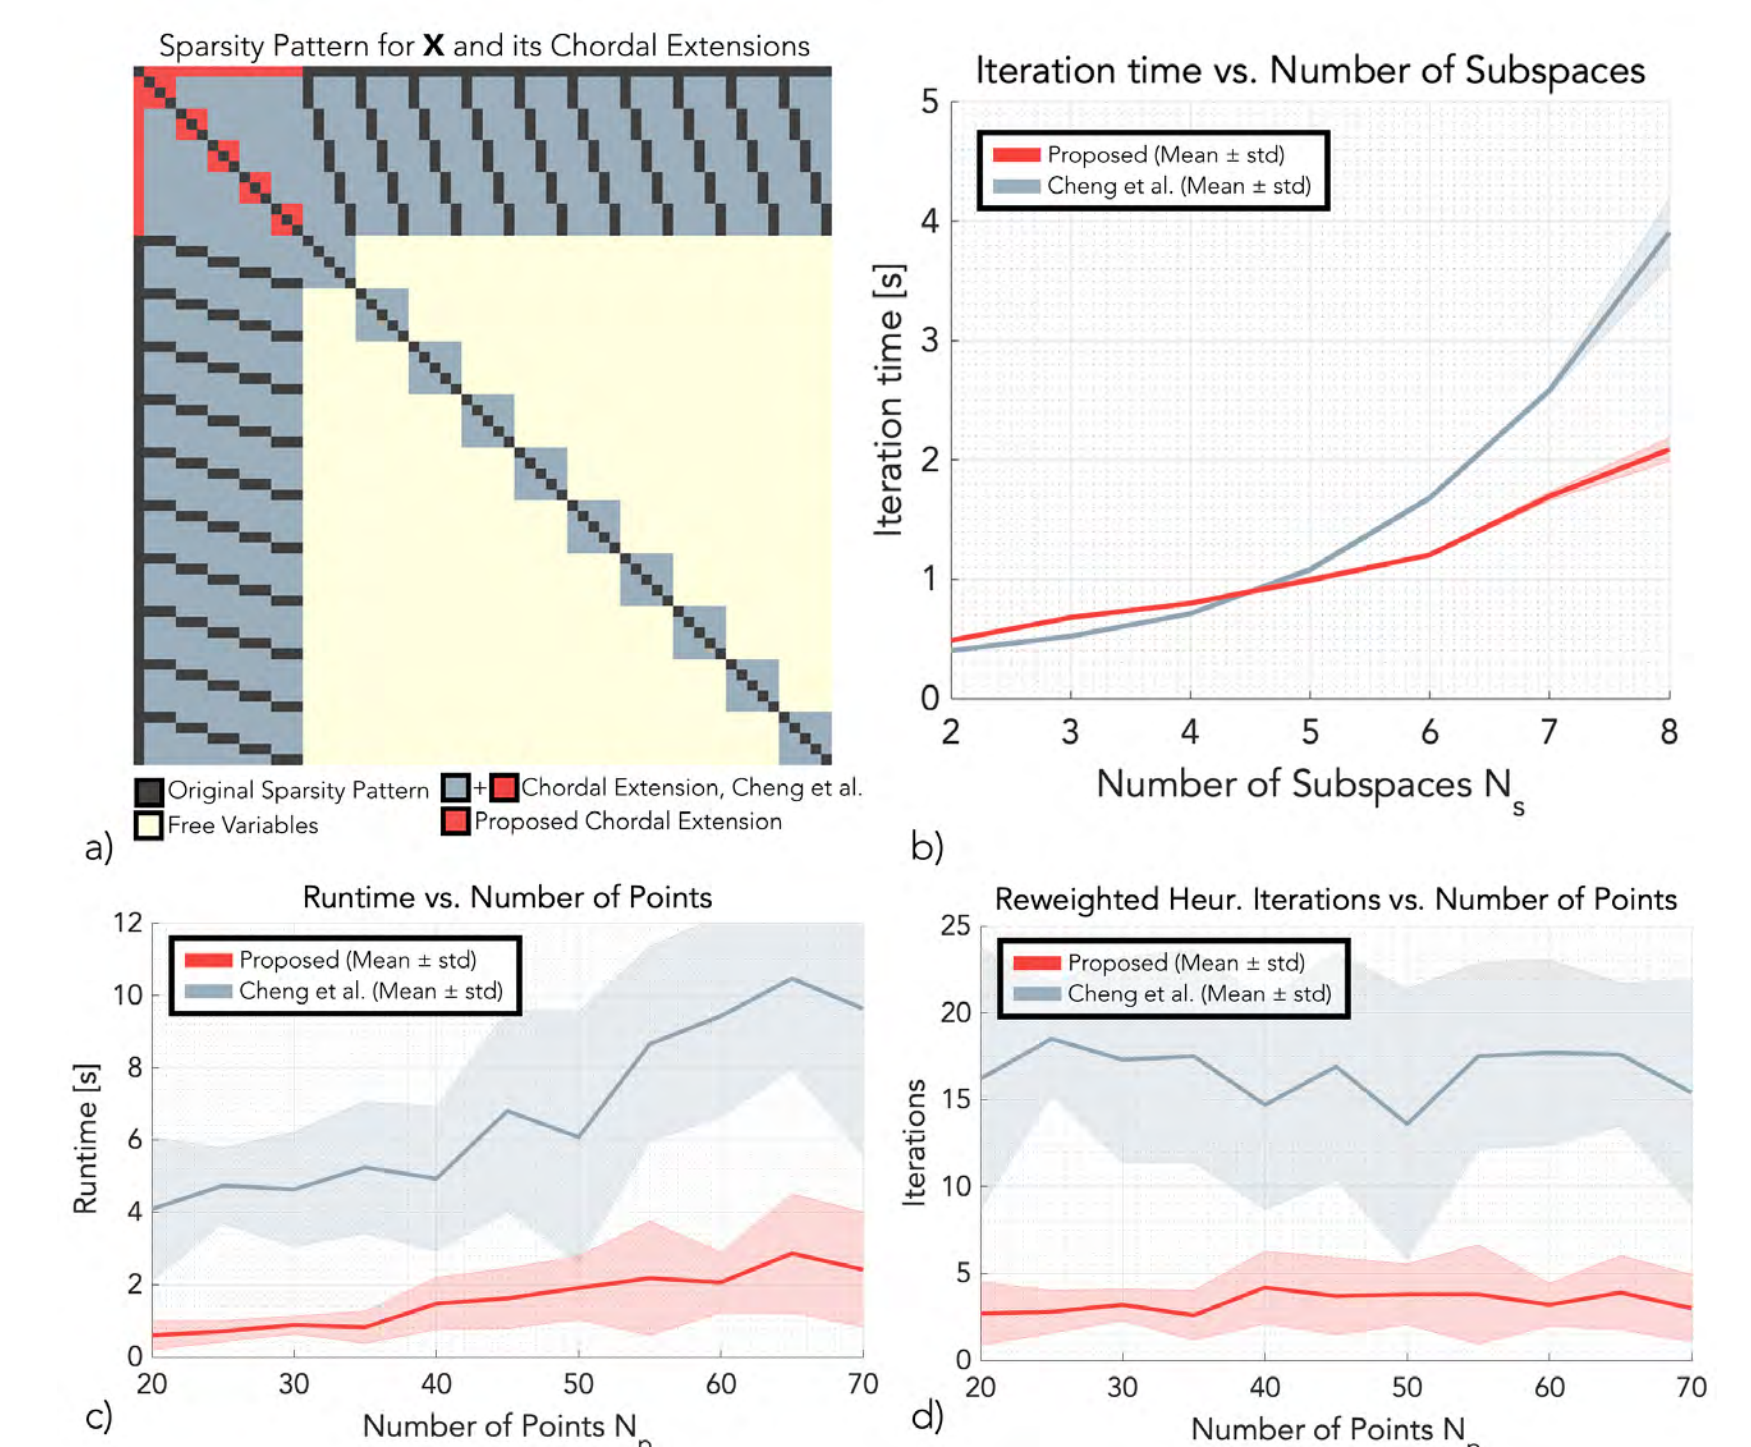 Sparsity Pattern for X and its Chordal Extensions
Original Sparsity Pattern
+ Chordal Extension, Cheng et al.
Free Variables
Proposed Chordal Extension
a)
Iteration time vs. Number of Subspaces
Proposed (Mean ± std)
Cheng et al. (Mean ± std)
Iteration time [s]
5
4
3
2
1
0
2 3 4 5 6 7 8
Number of Subspaces Ns
b)
Runtime vs. Number of Points
Proposed (Mean ± std)
Cheng et al. (Mean ± std)
Runtime [s]
12
10
8
6
4
2
0
20 30 40 50 60 70
Number of Points Np
c)
Reweighted Heur. Iterations vs. Number of Points
Proposed (Mean ± std)
Cheng et al. (Mean ± std)
Iterations
25
20
15
10
5
0
20 30 40 50 60 70
Number of Points Np
d)